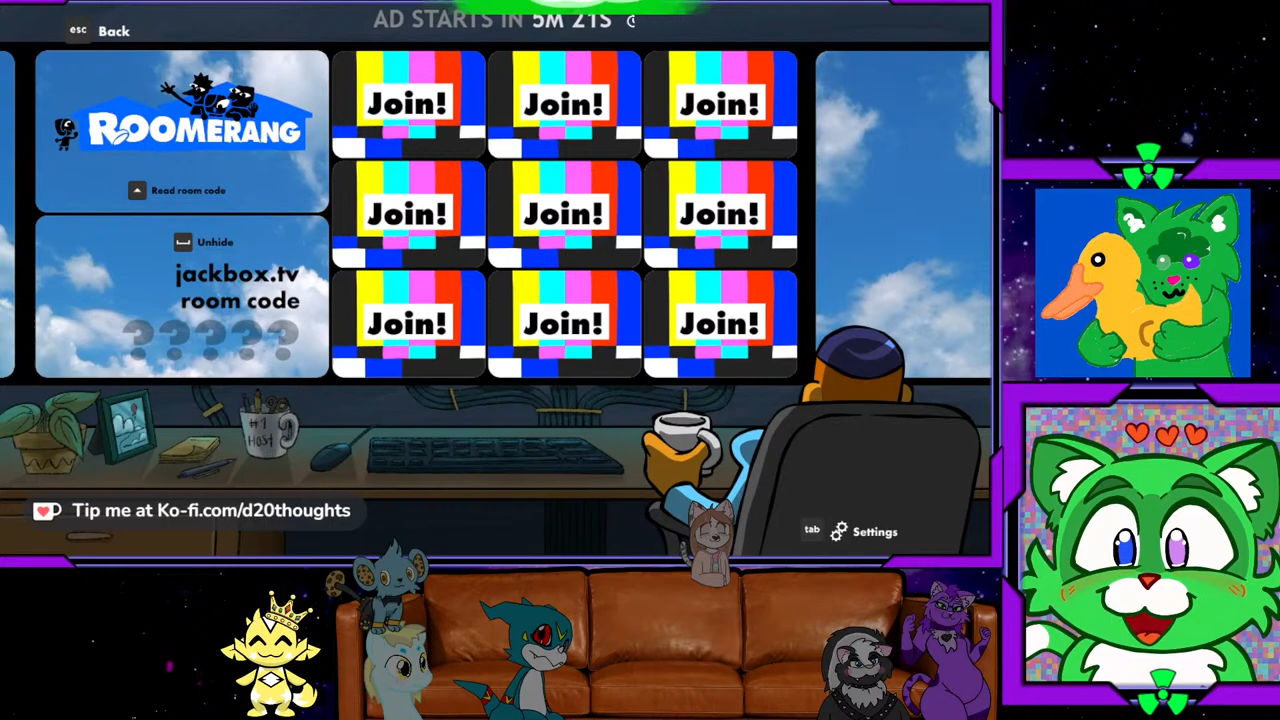 AD STARTS IN 5M 21S
esc Back
ROOMERANG
Read room code
Unhide
jackbox.tv
room code
?????
Join! Join! Join!
Join! Join! Join!
Join! Join! Join!
#1
HOST
Tip me at Ko-fi.com/d20thoughts
tab Settings